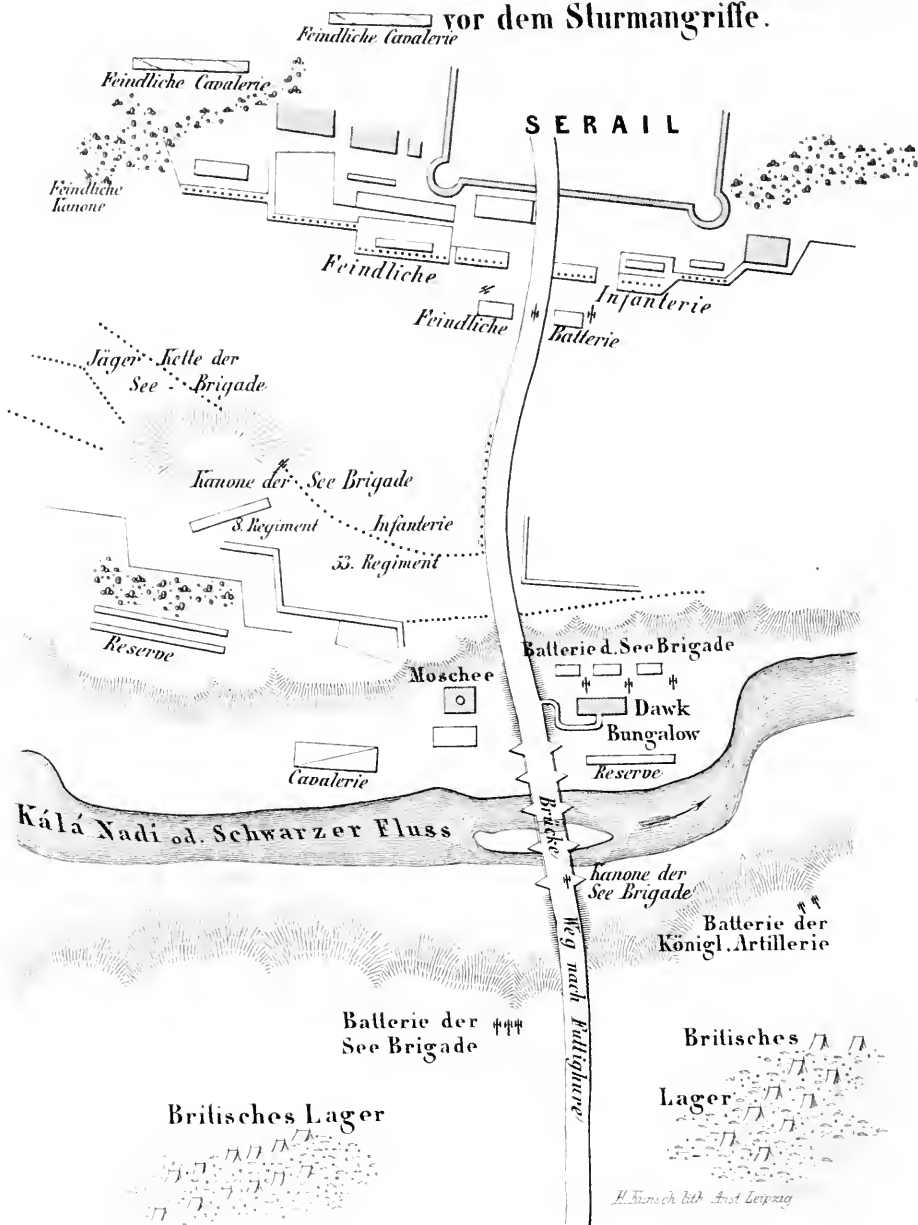 vor dem Sturmangriffe.
Feindliche Cavalerie
Feindliche Cavalerie
SERAIL
Feindliche
Kanone
Feindliche
Infanterie
Feindliche
Batterie
Jäger Kette der
See - Brigade
Kanone der See Brigade
8. Regiment
Infanterie
53. Regiment
Reserve
Batterie d. See Brigade
Moschee
Dawk
Bungalow
Cavalerie
Reserve
Kálá Nadi od. Schwarzer Fluss
Brücke
Kanone der
See Brigade
Batterie der
Königl. Artillerie
Weg nach Futtighure
Batterie der
See Brigade
Britisches
Lager
Britisches Lager
lith Anst Leipzig